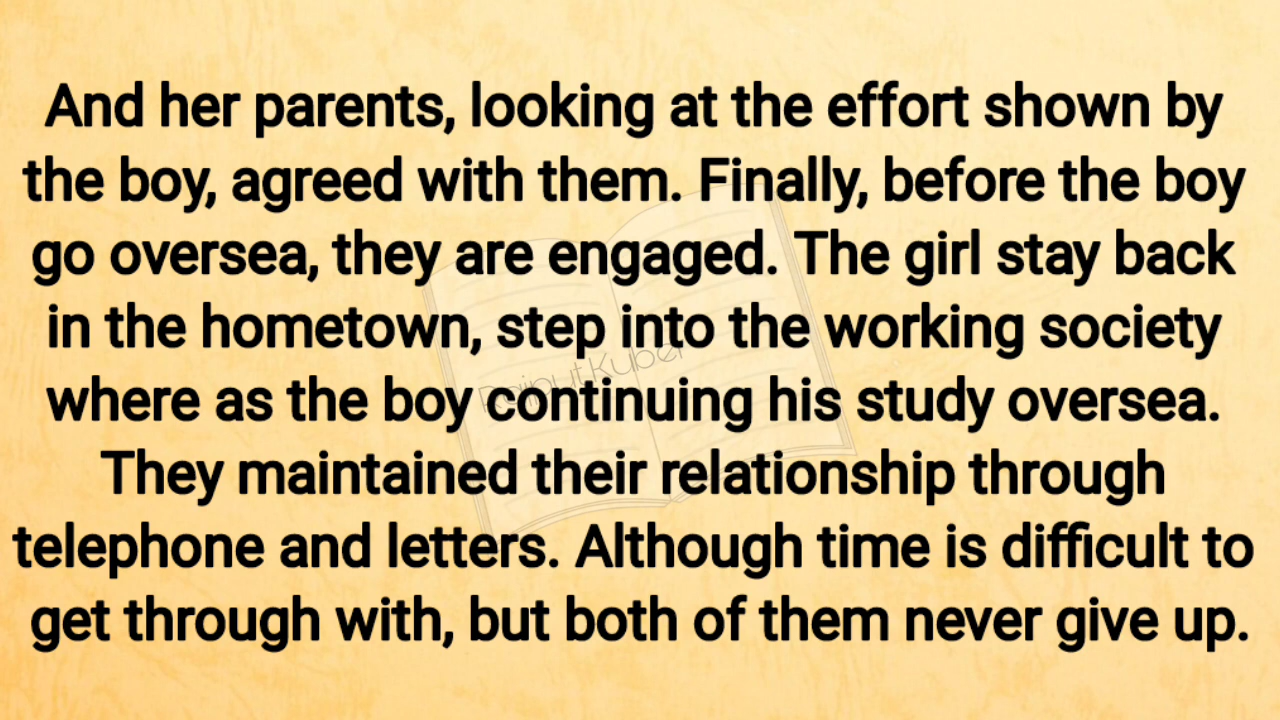 And her parents, looking at the effort shown by
the boy, agreed with them. Finally, before the boy
go oversea, they are engaged. The girl stay back
in the hometown, step into the working society
where as the boy continuing his study oversea.
They maintained their relationship through
telephone and letters. Although time is difficult to
get through with, but both of them never give up.
RajputKuber